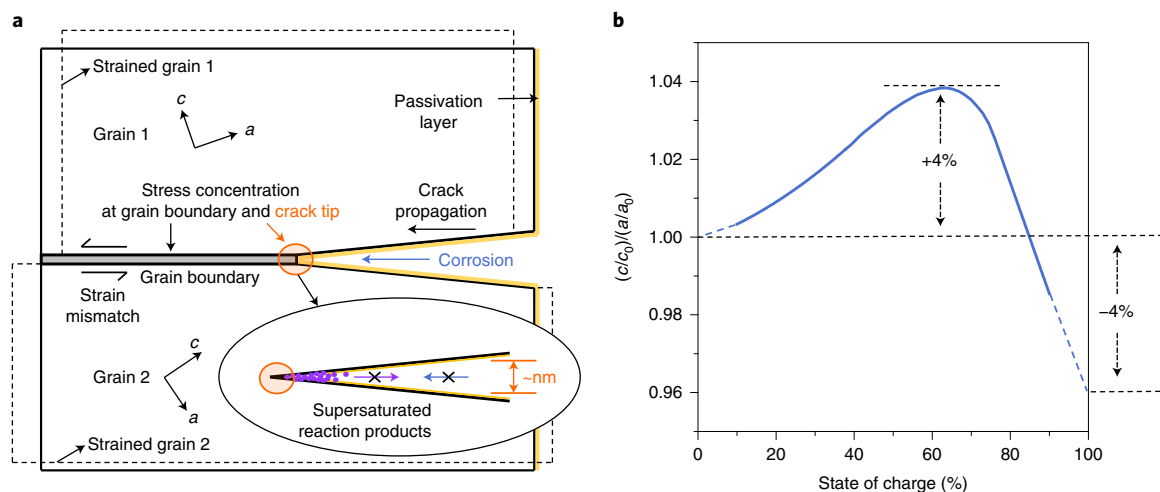 a
Strained grain 1
c
a
Grain 1
Passivation
layer
Stress concentration
at grain boundary and crack tip
Crack
propagation
Corrosion
Grain boundary
Strain
mismatch
c
Grain 2
a
~nm
Supersaturated
reaction products
Strained grain 2
b
(c/c0)/(a/a0)
1.04
1.02
1.00
0.98
0.96
+4%
−4%
0
20
40
60
80
100
State of charge (%)